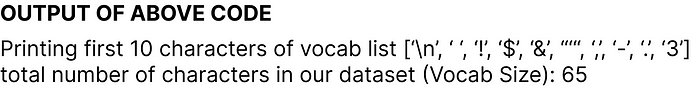 OUTPUT OF ABOVE CODE
Printing first 10 characters of vocab list [‘\n’, ‘ ‘, ‘!’, ‘$’, ‘&’, “‘“, ‘,’, ‘-’, ‘.’, ‘3’]
total number of characters in our dataset (Vocab Size): 65